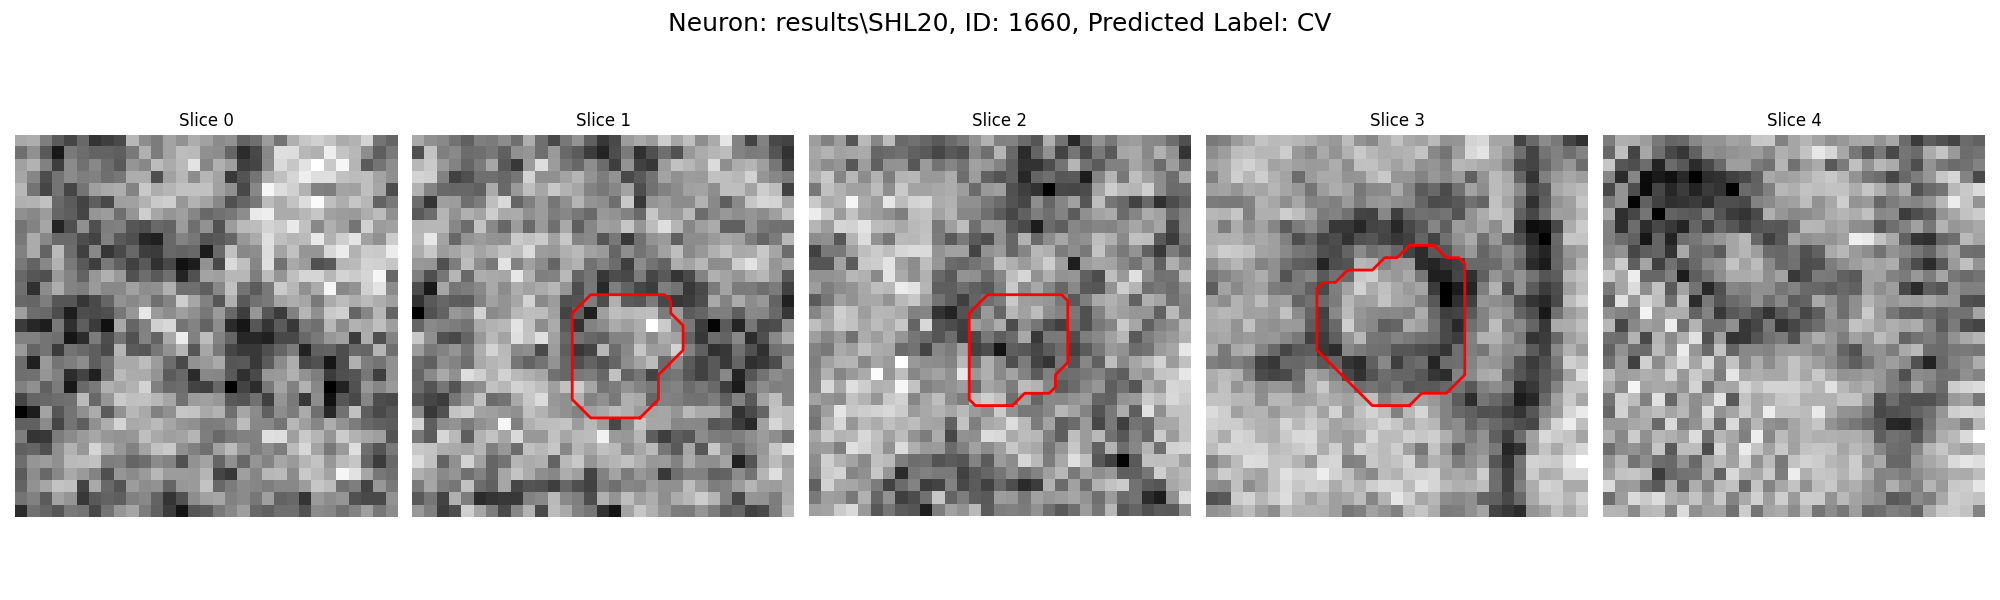 Neuron: results\SHL20, ID: 1660, Predicted Label: CV
Slice 0
Slice 1
Slice 2
Slice 3
Slice 4